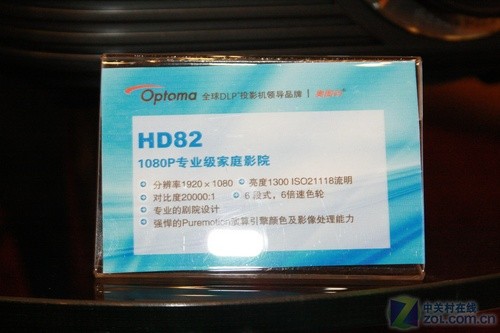 Optoma 全球DLP®投影机领导品牌 |
HD82
1080P专业级家庭影院
分辨率1920×1080 亮度1300 ISO21118流明
对比度20000:1 6段式，6倍速色轮
专业的剧院设计
强悍的Puremotion演算引擎颜色及影像处理能力
Z 中关村在线
ZOL.COM.CN